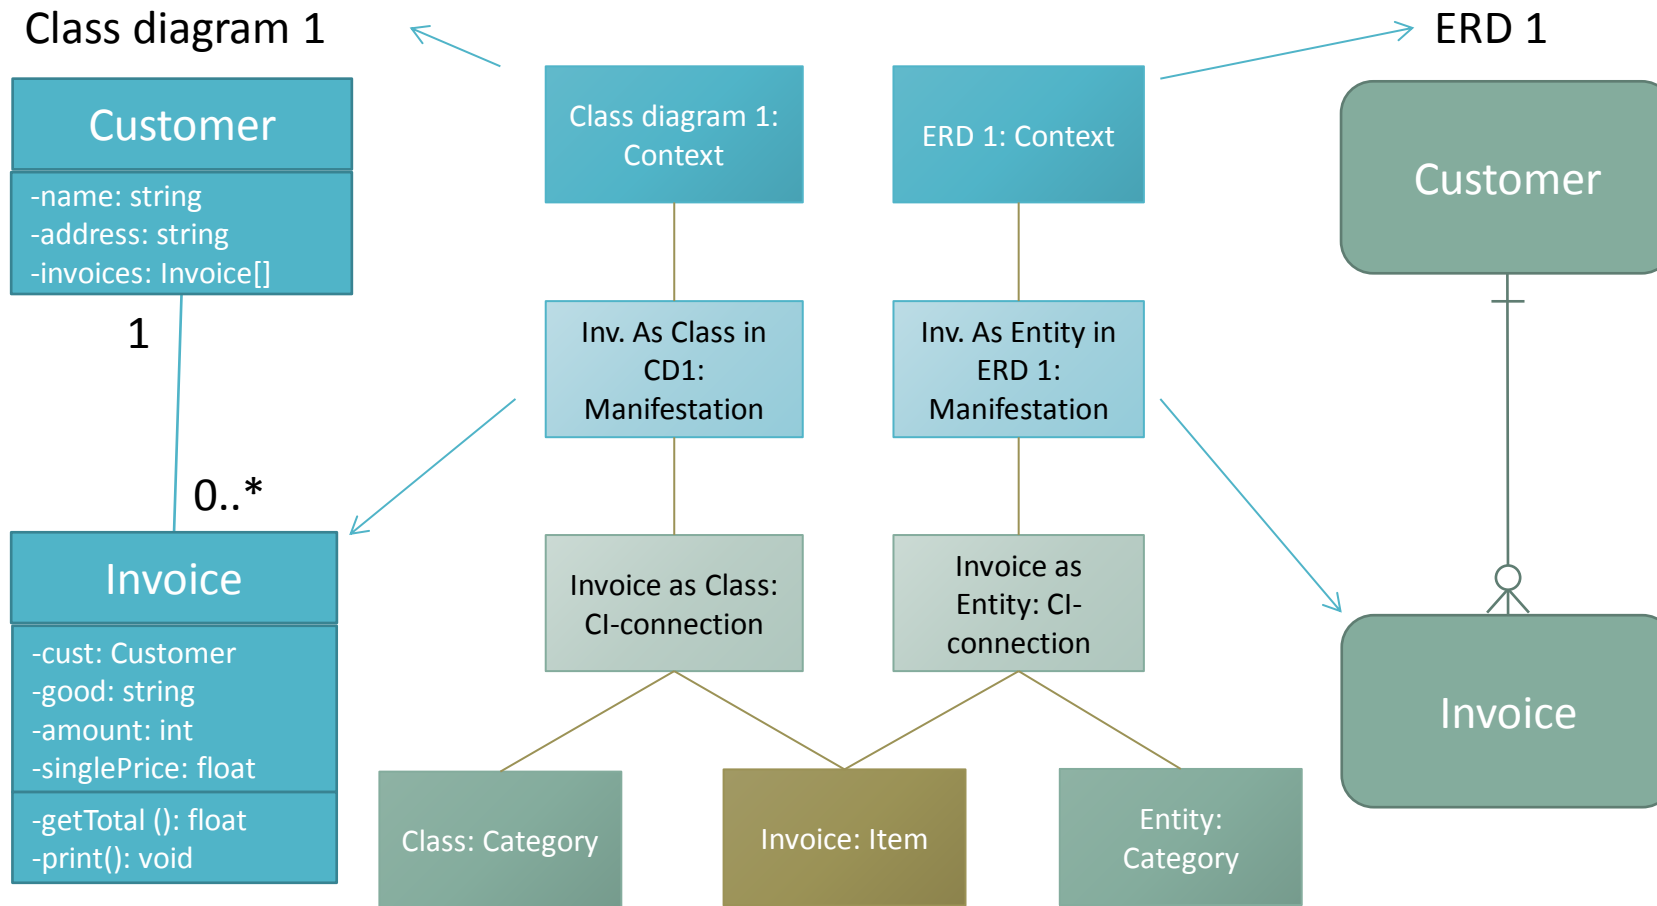 Class diagram 1
ERD 1
Customer
-name: string
-address: string
-invoices: Invoice[]
1
0..*
Invoice
-cust: Customer
-good: string
-amount: int
-singlePrice: float
-getTotal (): float
-print(): void
Class diagram 1:
Context
ERD 1: Context
Inv. As Class in
CD1:
Manifestation
Inv. As Entity in
ERD 1:
Manifestation
Invoice as Class:
CI-connection
Invoice as
Entity: CI-
connection
Class: Category
Invoice: Item
Entity:
Category
Customer
Invoice